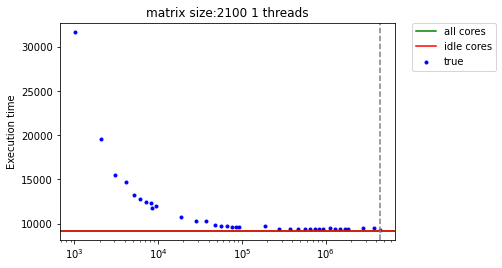 matrix size:2100 1 threads
Execution time
30000
25000
20000
15000
10000
10³
10⁴
10⁵
10⁶
all cores
idle cores
true